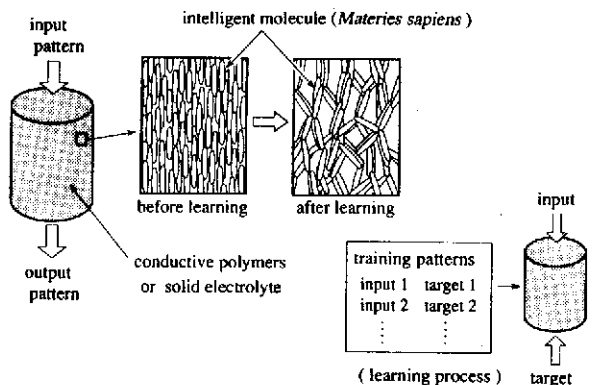 input
pattern
intelligent molecule (Materies sapiens)
before learning
after learning
output
pattern
conductive polymers
or solid electrolyte
input
training patterns
input 1 target 1
input 2 target 2
⋮ ⋮
( learning process )
target